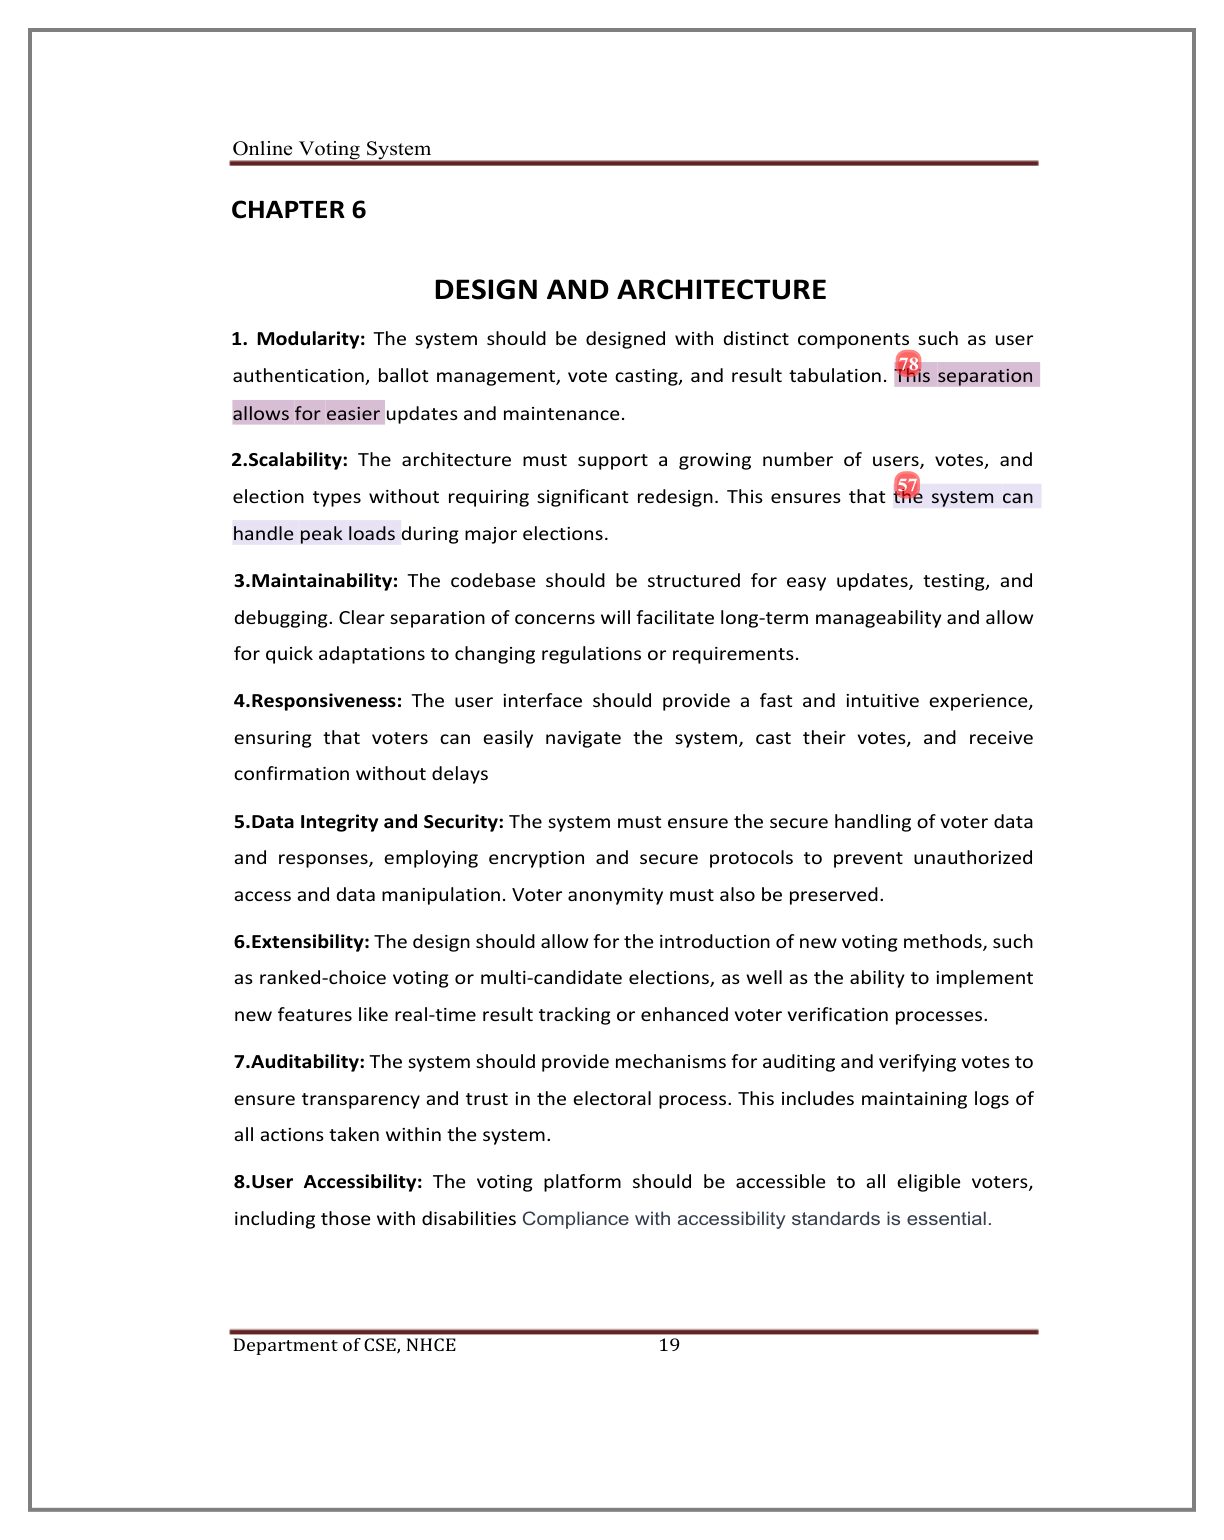 Online Voting System
CHAPTER 6
DESIGN AND ARCHITECTURE
1. Modularity: The system should be designed with distinct components such as user
78
authentication, ballot management, vote casting, and result tabulation. This separation
allows for easier updates and maintenance.
2.Scalability: The architecture must support a growing number of users, votes, and
57
election types without requiring significant redesign. This ensures that the system can
handle peak loads during major elections.
3.Maintainability: The codebase should be structured for easy updates, testing, and
debugging. Clear separation of concerns will facilitate long-term manageability and allow
for quick adaptations to changing regulations or requirements.
4.Responsiveness: The user interface should provide a fast and intuitive experience,
ensuring that voters can easily navigate the system, cast their votes, and receive
confirmation without delays
5.Data Integrity and Security: The system must ensure the secure handling of voter data
and responses, employing encryption and secure protocols to prevent unauthorized
access and data manipulation. Voter anonymity must also be preserved.
6.Extensibility: The design should allow for the introduction of new voting methods, such
as ranked-choice voting or multi-candidate elections, as well as the ability to implement
new features like real-time result tracking or enhanced voter verification processes.
7.Auditability: The system should provide mechanisms for auditing and verifying votes to
ensure transparency and trust in the electoral process. This includes maintaining logs of
all actions taken within the system.
8.User Accessibility: The voting platform should be accessible to all eligible voters,
including those with disabilities Compliance with accessibility standards is essential.
Department of CSE, NHCE 19